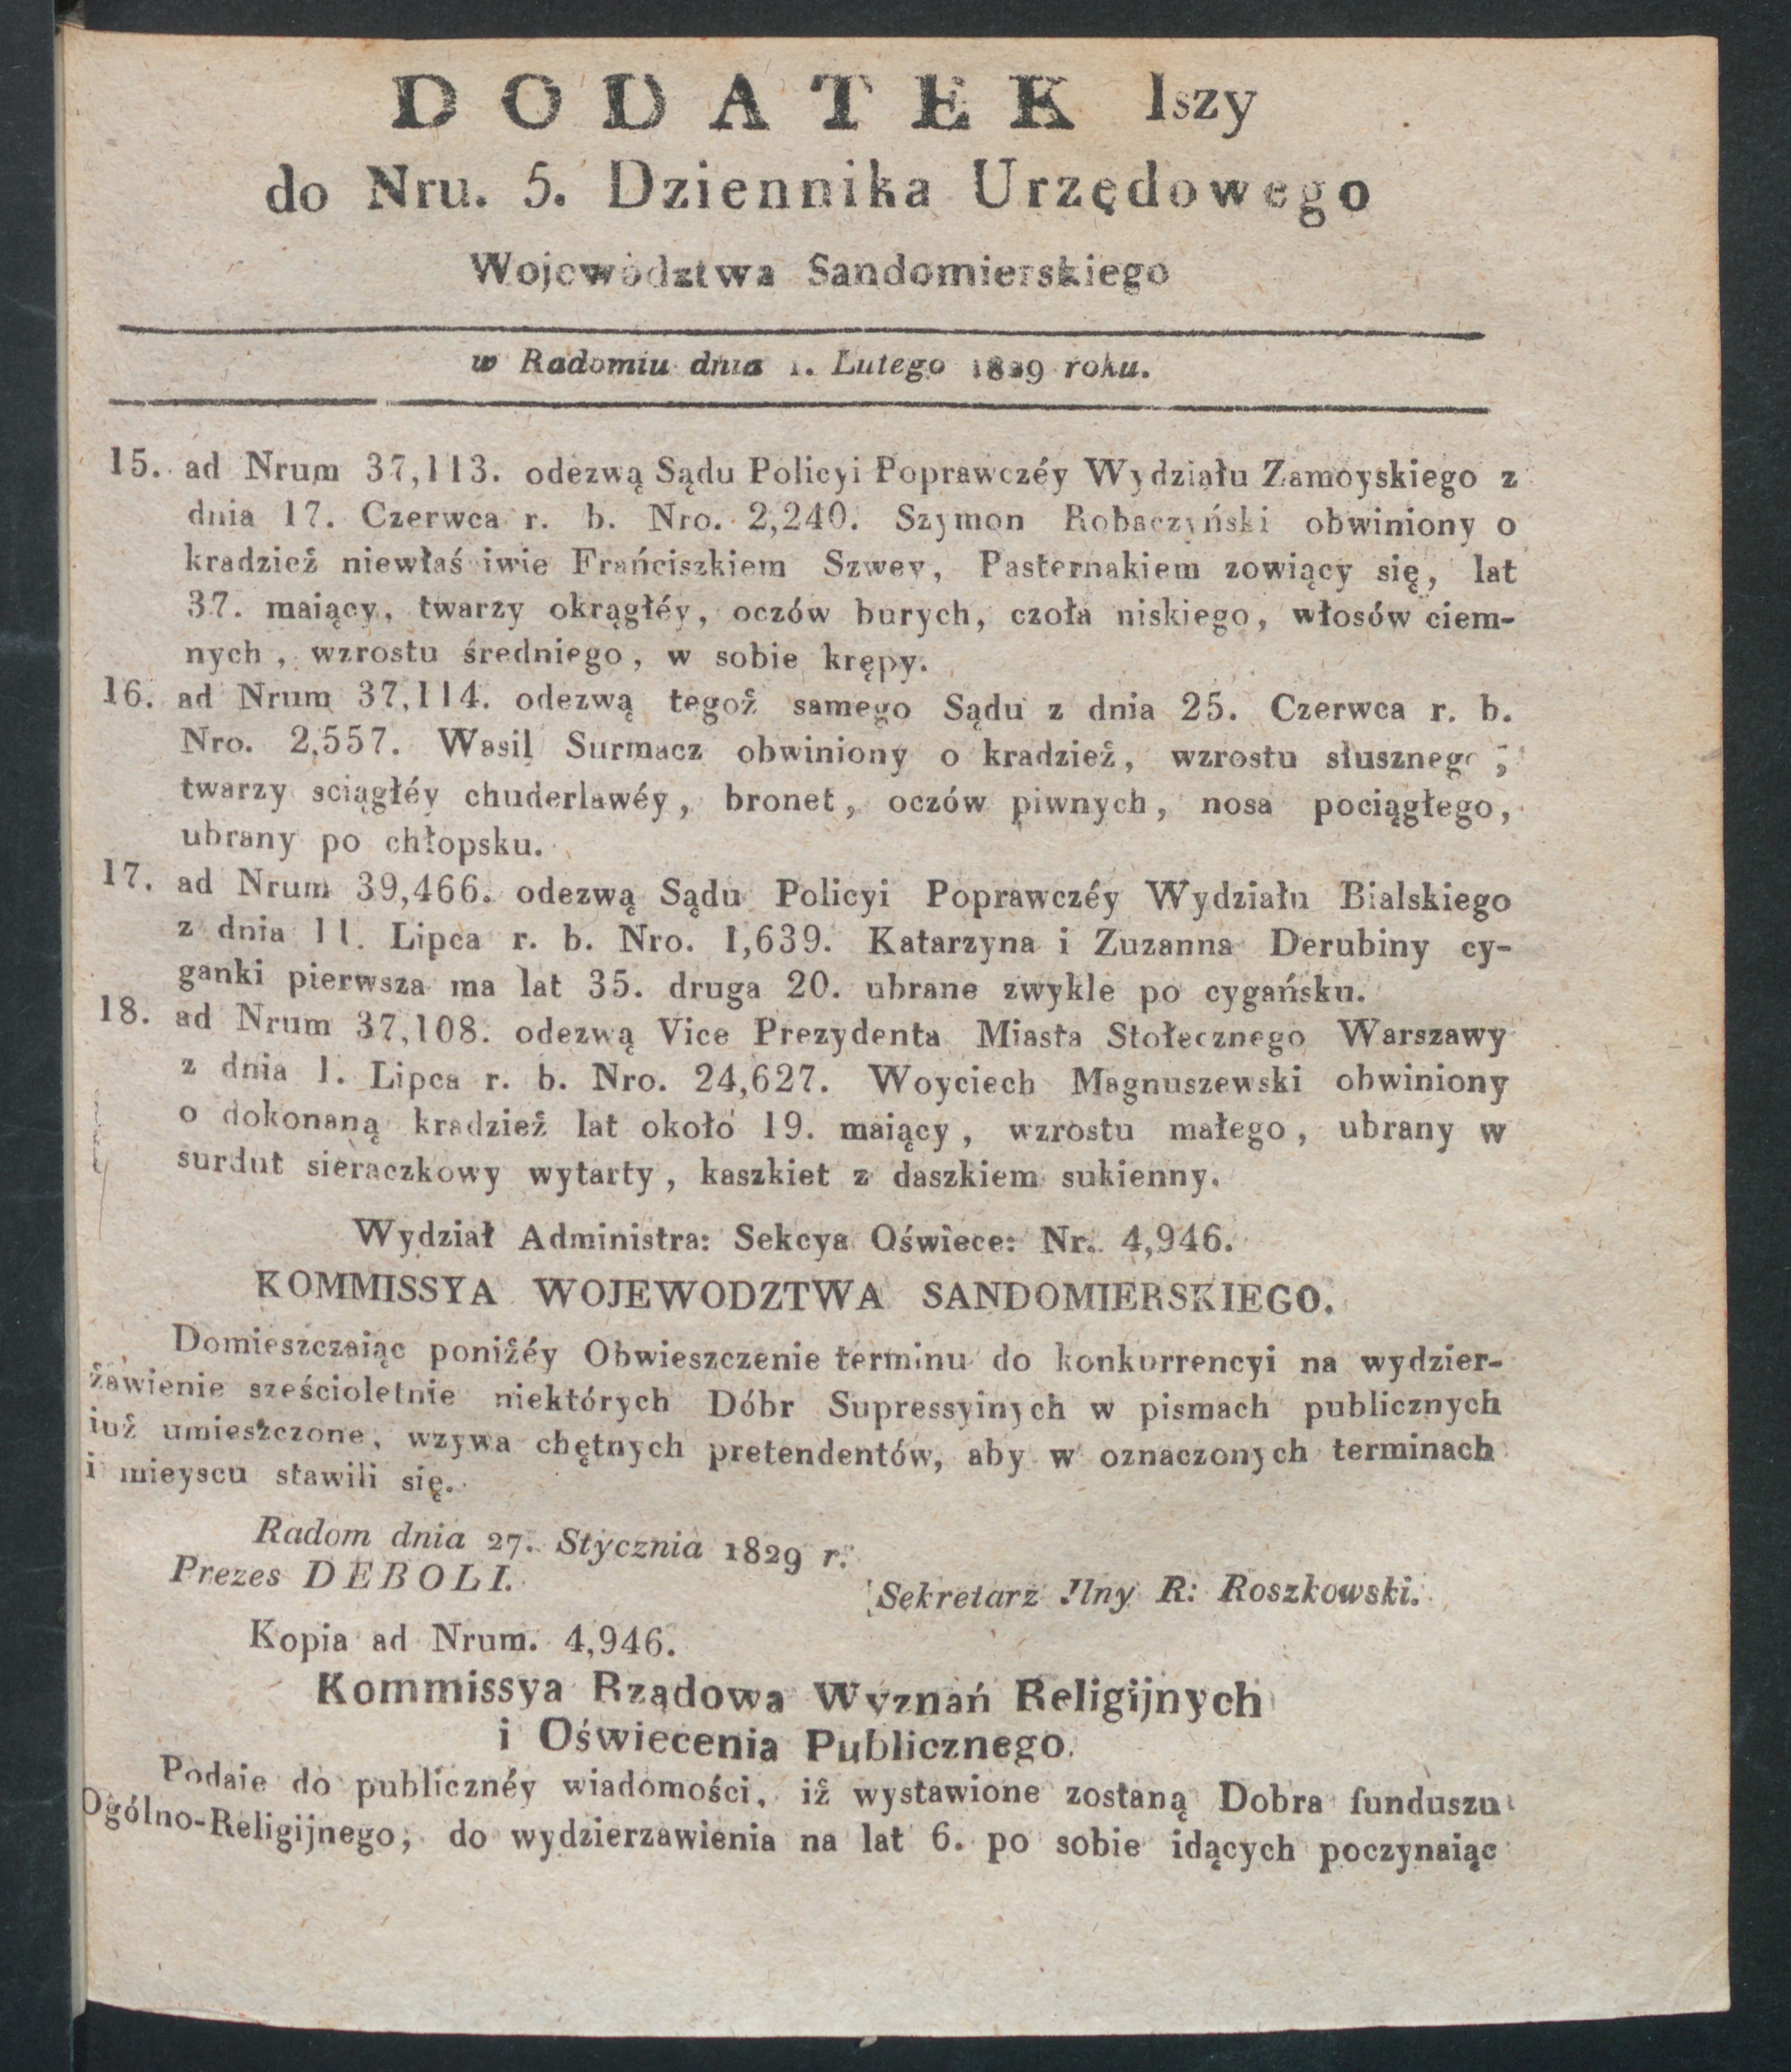 DODATEK 1szy
do Nru. 5. Dziennika Urzędowego
Wojewòdztwa Sandomierskiego
w Radomiu dnia 1. Lutego 1829 roku.
15. ad Nrum 37,113. odezwą Sądu Policyi Poprawczéy Wydziału Zamoyskiego z
dnia 17. Czerwca r. b. Nro. 2,240. Szymon Robaczyński obwiniony o
kradzież niewłaś iwie Frańciszkiem Szwey, Pasternakiem zowiący się, lat
37. maiący, twarzy okrągłéy, oczów burych, czoła niskiego, włosów ciem-
nych, wzrostu średniego, w sobie krępy.
16. ad Nrum 37,114. odezwą tegoż samego Sądu z dnia 25. Czerwca r. b.
Nro. 2,557. Wasil Surmacz obwiniony o kradzież, wzrostu słusznego,
twarzy sciągłéy chuderlawéy, bronet, oczów piwnych, nosa pociągłego,
ubrany po chłopsku.
17. ad Nrum 39,466. odezwą Sądu Policyi Poprawczéy Wydziału Bialskiego
z dnia 11. Lipca r. b. Nro. 1,639. Katarzyna i Zuzanna Derubiny cy-
ganki pierwsza ma lat 35. druga 20. ubrane zwykle po cygańsku.
18. ad Nrum 37,108. odezwą Vice Prezydenta Miasta Stołecznego Warszawy
z dnia 1. Lipca r. b. Nro. 24,627. Woyciech Magnuszewski obwiniony
o dokonaną kradzież lat około 19. maiący, wzrostu małego, ubrany w
surdut sieraczkowy wytarty, kaszkiet z daszkiem sukienny.
Wydział Administra: Sekcya Oświece: Nr. 4,946.
KOMMISSYA WOJEWODZTWA SANDOMIERSKIEGO.
Domieszczaiąc poniżéy Obwieszczenie terminu do konkurrencyi na wydzier-
żawienie sześcioletnie niektórych Dóbr Supressyinych w pismach publicznych
iuż umieszczone, wzywa chętnych pretendentów, aby w oznaczonych terminach
i mieyscu stawili się.
Radom dnia 27. Stycznia 1829 r.
Prezes DEBOLI.
Sekretarz Jlny R: Roszkowski.
Kopia ad Nrum. 4,946.
Kommissya Rządowa Wyznań Religijnych
i Oświecenia Publicznego.
Podaie do publicznéy wiadomości, iż wystawione zostaną Dobra funduszu
Ogólno-Religijnego, do wydzierzawienia na lat 6. po sobie idących poczynaiąc